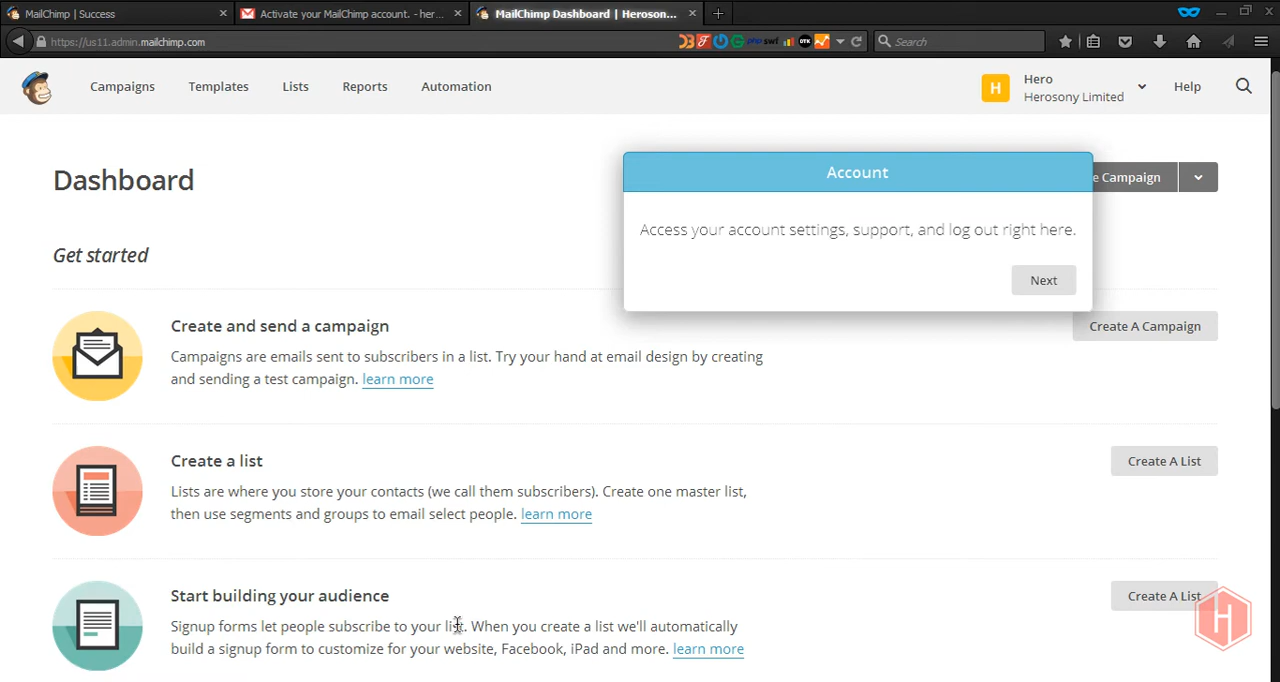 MailChimp | Success
Activate your MailChimp account. - her...
MailChimp Dashboard | Heroson...
https://us11.admin.mailchimp.com
Search
Campaigns Templates Lists Reports Automation
H
Hero
Herosony Limited
Help
Dashboard
Account
e Campaign
Access your account settings, support, and log out right here.
Next
Get started
Create and send a campaign
Create A Campaign
Campaigns are emails sent to subscribers in a list. Try your hand at email design by creating
and sending a test campaign. learn more
Create a list
Create A List
Lists are where you store your contacts (we call them subscribers). Create one master list,
then use segments and groups to email select people. learn more
Start building your audience
Create A List
Signup forms let people subscribe to your list. When you create a list we'll automatically
build a signup form to customize for your website, Facebook, iPad and more. learn more
H